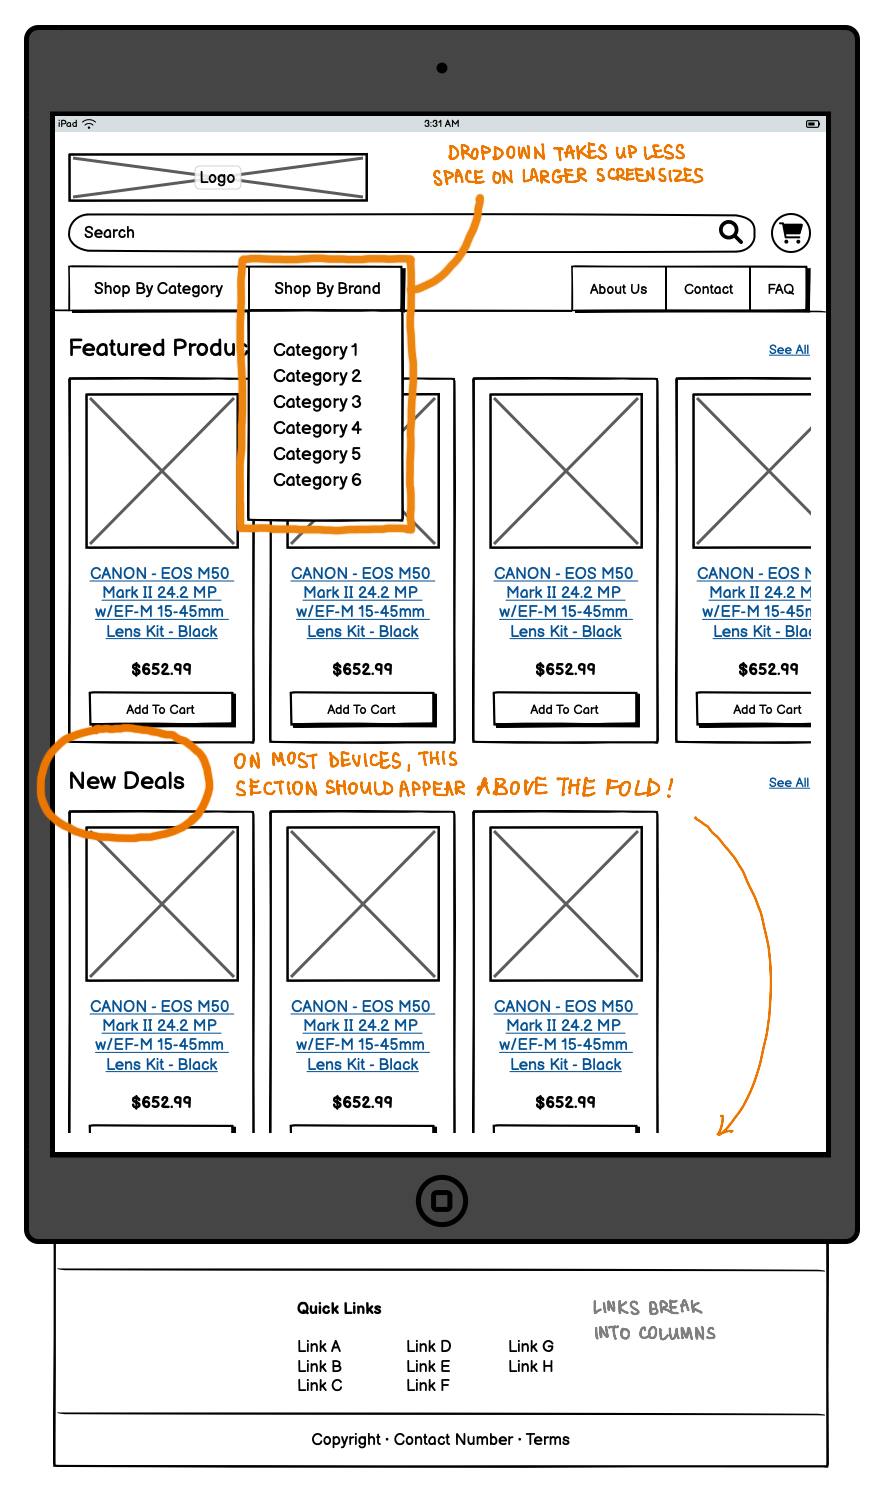 iPad
3:31 AM
DROPDOWN TAKES UP LESS
SPACE ON LARGER SCREENSIZES
Logo
Search
Shop By Category
Shop By Brand
About Us
Contact
FAQ
Featured Produc
See All
Category 1
Category 2
Category 3
Category 4
Category 5
Category 6
CANON - EOS M50
Mark II 24.2 MP
w/EF-M 15-45mm
Lens Kit - Black
$652.99
Add To Cart
CANON - EOS M50
Mark II 24.2 MP
w/EF-M 15-45mm
Lens Kit - Black
$652.99
Add To Cart
CANON - EOS M50
Mark II 24.2 MP
w/EF-M 15-45mm
Lens Kit - Black
$652.99
Add To Cart
CANON - EOS M
Mark II 24.2 M
w/EF-M 15-45m
Lens Kit - Blac
$652.99
Add To Cart
New Deals
ON MOST DEVICES, THIS
SECTION SHOULD APPEAR ABOVE THE FOLD!
See All
CANON - EOS M50
Mark II 24.2 MP
w/EF-M 15-45mm
Lens Kit - Black
$652.99
CANON - EOS M50
Mark II 24.2 MP
w/EF-M 15-45mm
Lens Kit - Black
$652.99
CANON - EOS M50
Mark II 24.2 MP
w/EF-M 15-45mm
Lens Kit - Black
$652.99
Quick Links
Link A
Link B
Link C
Link D
Link E
Link F
Link G
Link H
LINKS BREAK
INTO COLUMNS
Copyright · Contact Number · Terms